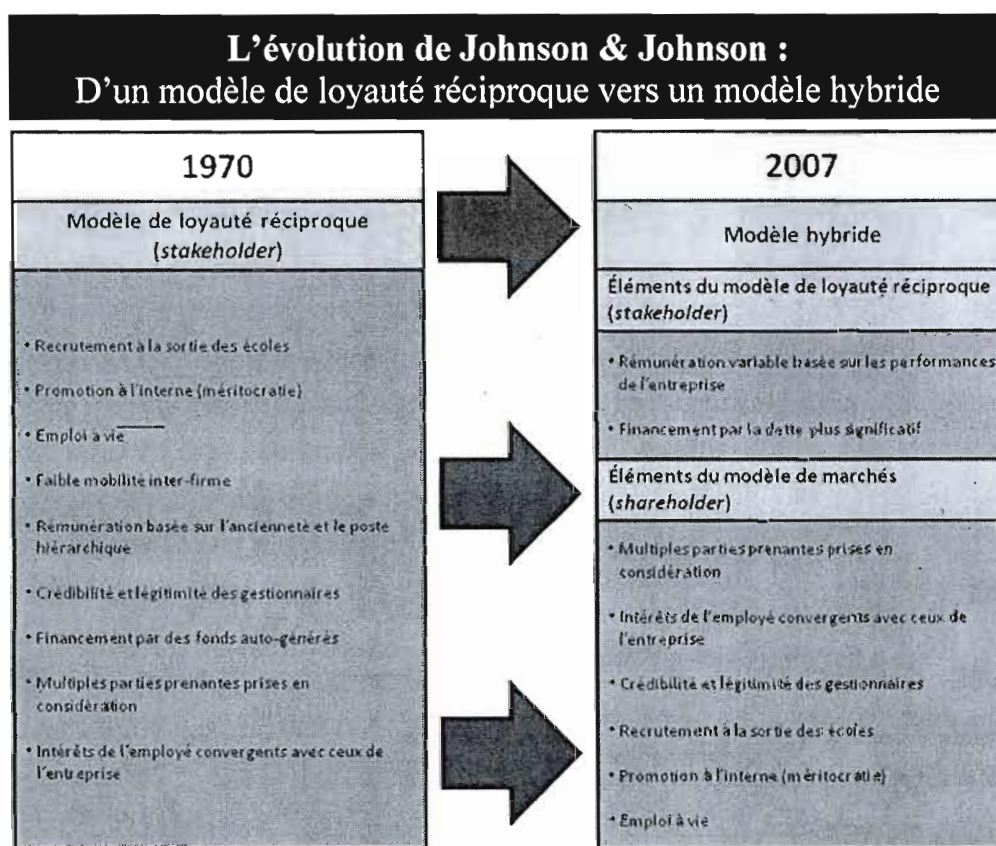 L'évolution de Johnson & Johnson :
D'un modèle de loyauté réciproque vers un modèle hybride
1970
Modèle de loyauté réciproque
(stakeholder)
• Recrutement à la sortie des écoles
• Promotion à l'interne (méritocratie)
• Emploi à vie
• Faible mobilité inter-firme
• Rémunération basée sur l'ancienneté et le poste
hiérarchique
• Crédibilité et légitimité des gestionnaires
• Financement par des fonds auto-générés
• Multiples parties prenantes prises en
considération
• Intérêts de l'employé convergents avec ceux de
l'entreprise
2007
Modèle hybride
Éléments du modèle de loyauté réciproque
(stakeholder)
• Rémunération variable basée sur les performances
de l'entreprise
• Financement par la dette plus significatif
Éléments du modèle de marchés
(shareholder)
• Multiples parties prenantes prises en
considération
• Intérêts de l'employé convergents avec ceux de
l'entreprise
• Crédibilité et légitimité des gestionnaires
• Recrutement à la sortie des écoles
• Promotion à l'interne (méritocratie)
• Emploi à vie